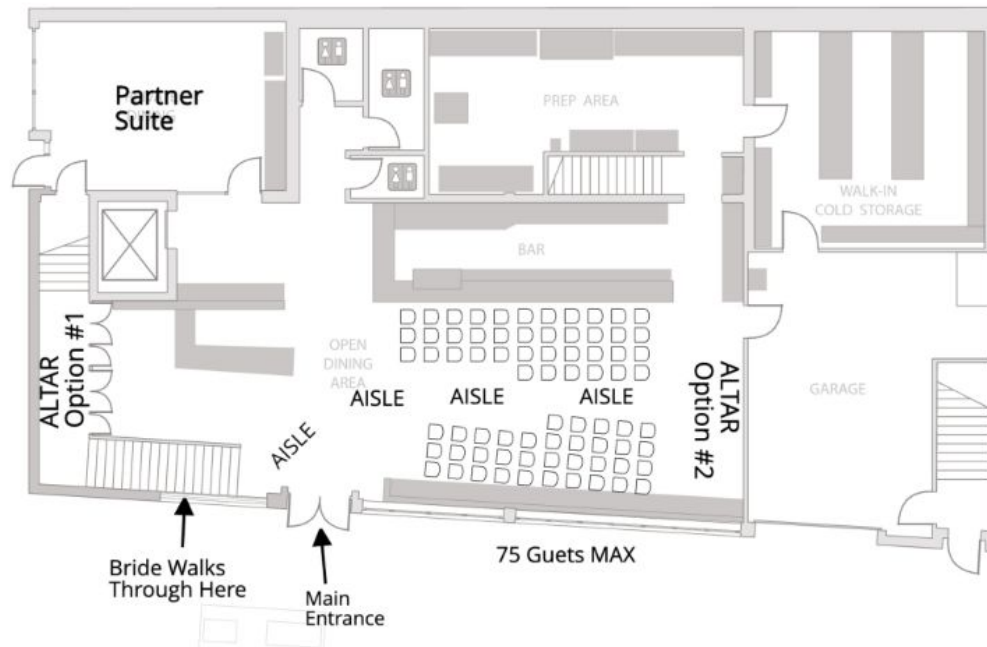 Partner
Suite
PREP AREA
WALK-IN
COLD STORAGE
BAR
ALTAR
Option #1
OPEN
DINING
AREA
AISLE
AISLE
AISLE
AISLE
ALTAR
Option #2
GARAGE
Bride Walks
Through Here
Main
Entrance
75 Guets MAX